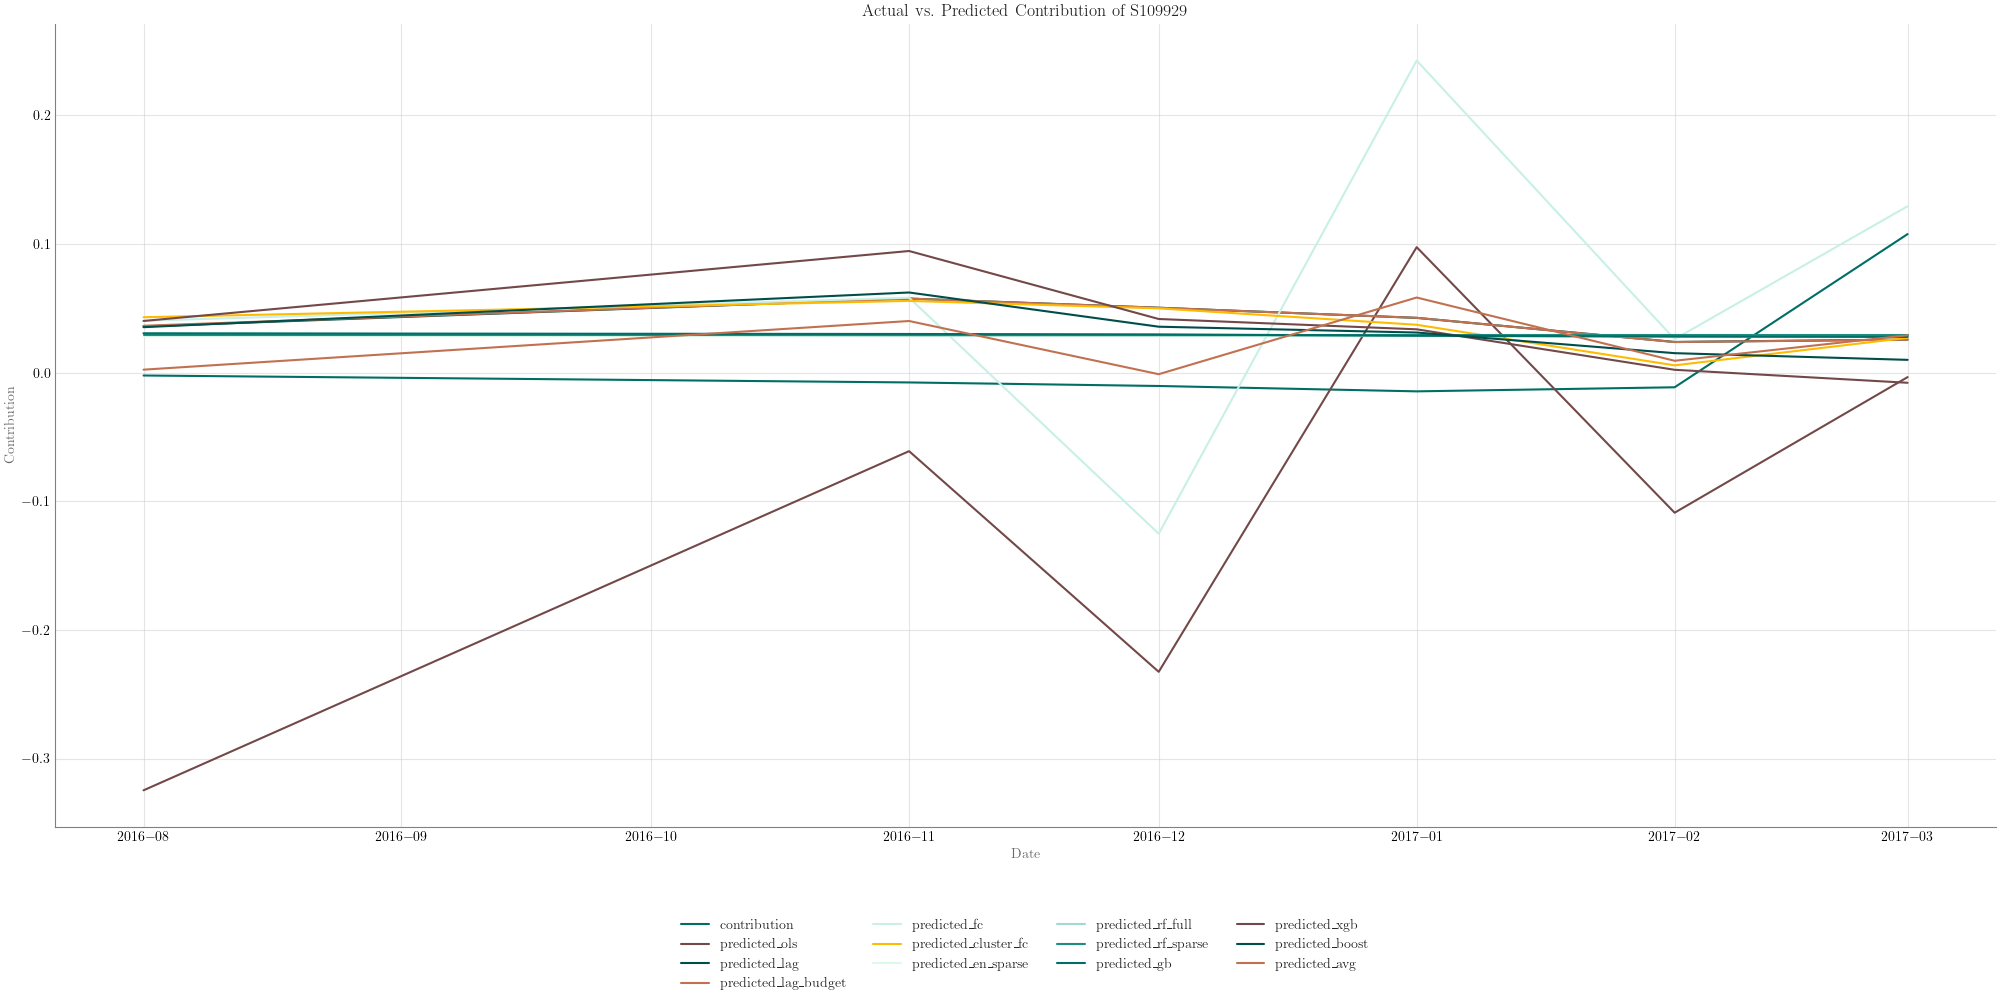 Actual vs. Predicted Contribution of S109929
0.2
0.1
0.0
−0.1
−0.2
−0.3
Contribution
2016−08 2016−09 2016−10 2016−11 2016−12 2017−01 2017−02 2017−03
Date
contribution predicted_fc predicted_rf_full predicted_xgb
predicted_ols predicted_cluster_fc predicted_rf_sparse predicted_boost
predicted_lag predicted_en_sparse predicted_gb predicted_avg
predicted_lag_budget